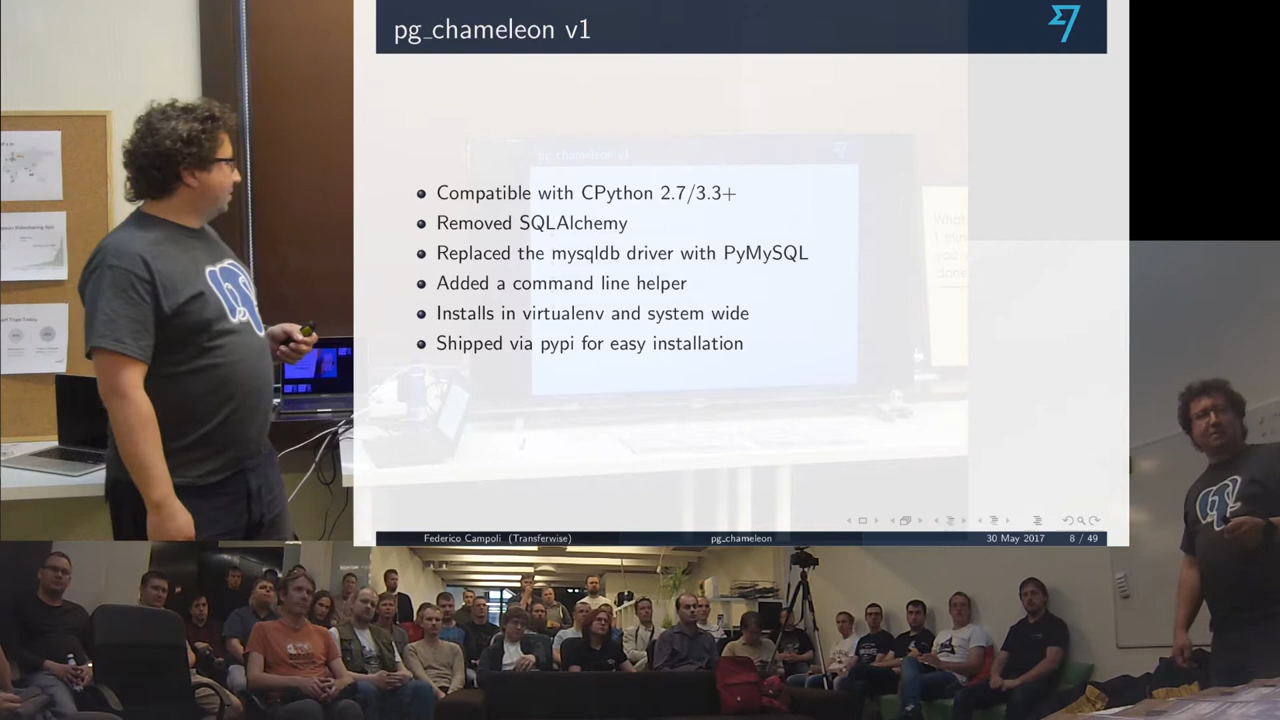 pg_chameleon v1
Compatible with CPython 2.7/3.3+
Removed SQLAlchemy
Replaced the mysqldb driver with PyMySQL
Added a command line helper
Installs in virtualenv and system wide
Shipped via pypi for easy installation
Federico Campoli (Transferwise)
pg_chameleon
30 May 2017
8 / 49
pg_chameleon v1